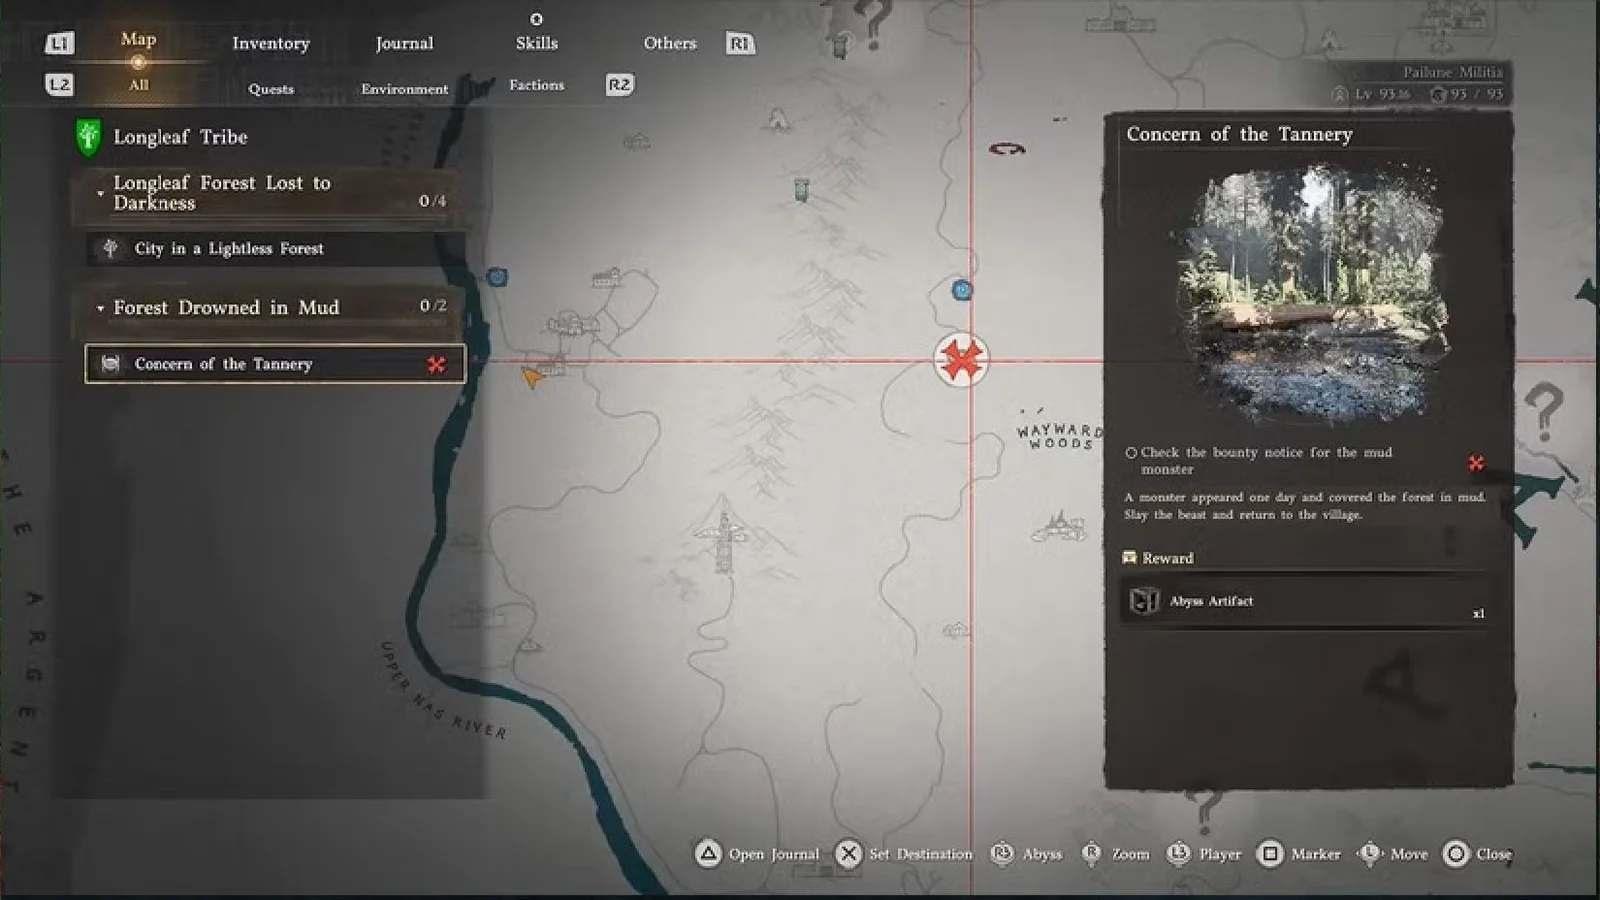 L1
Map
Inventory
Journal
Skills
Others
R1
L2
All
Quests
Environment
Factions
R2
Pailune Militia
Lv 93.16 93 / 93
Longleaf Tribe
Longleaf Forest Lost to
Darkness
0/4
City in a Lightless Forest
Forest Drowned in Mud
0/2
Concern of the Tannery
WAYWARD
WOODS
UPPER NAS RIVER
ARGENT
Concern of the Tannery
Check the bounty notice for the mud
monster
A monster appeared one day and covered the forest in mud.
Slay the beast and return to the village.
Reward
Abyss Artifact
x1
Open Journal
Set Destination
R3 Abyss
R Zoom
L3 Player
Marker
L Move
Close